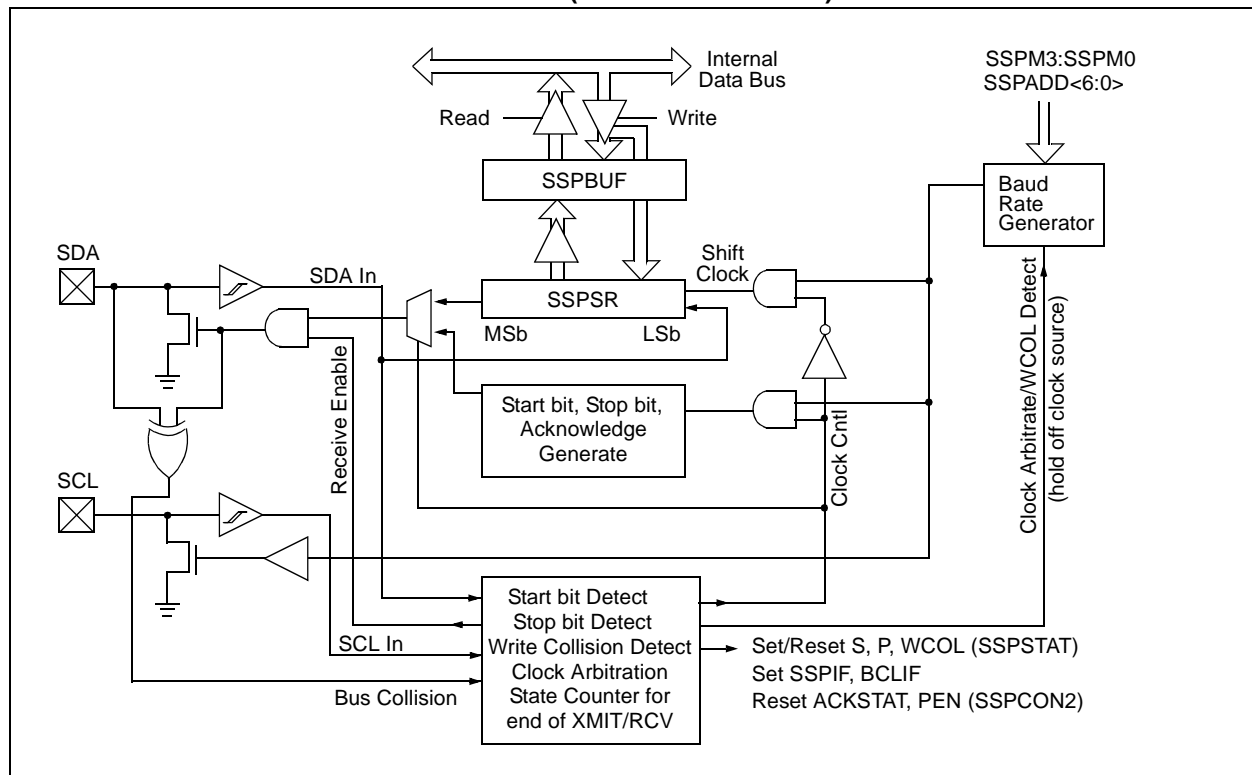 Internal
Data Bus
SSPM3:SSPM0
SSPADD<6:0>
Read
Write
SSPBUF
Baud
Rate
Generator
SDA
SDA In
Shift
Clock
SSPSR
MSb
LSb
Receive Enable
Start bit, Stop bit,
Acknowledge
Generate
Clock Cntl
Clock Arbitrate/WCOL Detect
(hold off clock source)
SCL
SCL In
Bus Collision
Start bit Detect
Stop bit Detect
Write Collision Detect
Clock Arbitration
State Counter for
end of XMIT/RCV
Set/Reset S, P, WCOL (SSPSTAT)
Set SSPIF, BCLIF
Reset ACKSTAT, PEN (SSPCON2)